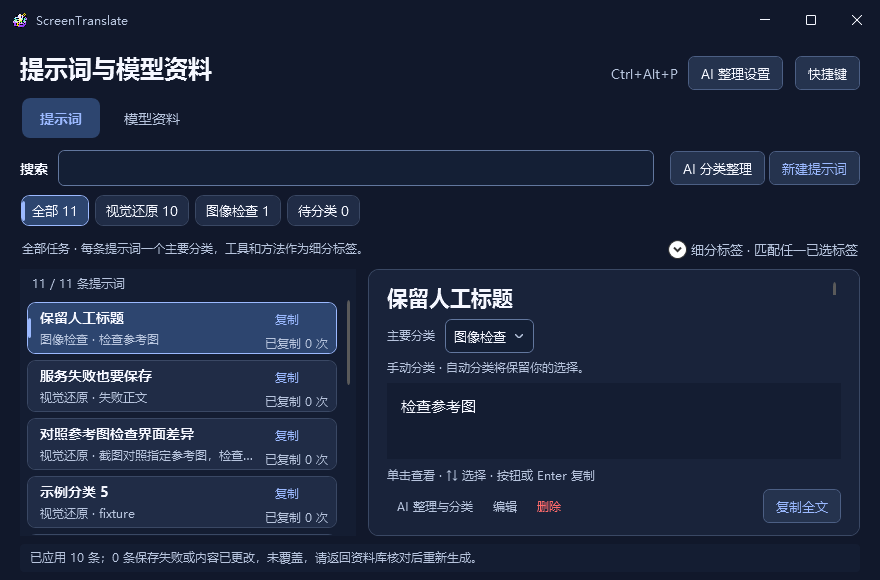 ScreenTranslate
提示词与模型资料
Ctrl+Alt+P AI 整理设置 快捷键
提示词 模型资料
搜索 AI 分类整理 新建提示词
全部 11 视觉还原 10 图像检查 1 待分类 0
全部任务 · 每条提示词一个主要分类，工具和方法作为细分标签。 细分标签 · 匹配任一已选标签
11 / 11 条提示词
保留人工标题 复制
图像检查 · 检查参考图 已复制 0 次
服务失败也要保存 复制
视觉还原 · 失败正文 已复制 0 次
对照参考图检查界面差异 复制
视觉还原 · 截图对照指定参考图，检查... 已复制 0 次
示例分类 5 复制
视觉还原 · fixture 已复制 0 次
保留人工标题
主要分类 图像检查
手动分类 · 自动分类将保留你的选择。
检查参考图
单击查看 · ↑↓ 选择 · 按钮或 Enter 复制
AI 整理与分类 编辑 删除 复制全文
已应用 10 条；0 条保存失败或内容已更改，未覆盖，请返回资料库核对后重新生成。